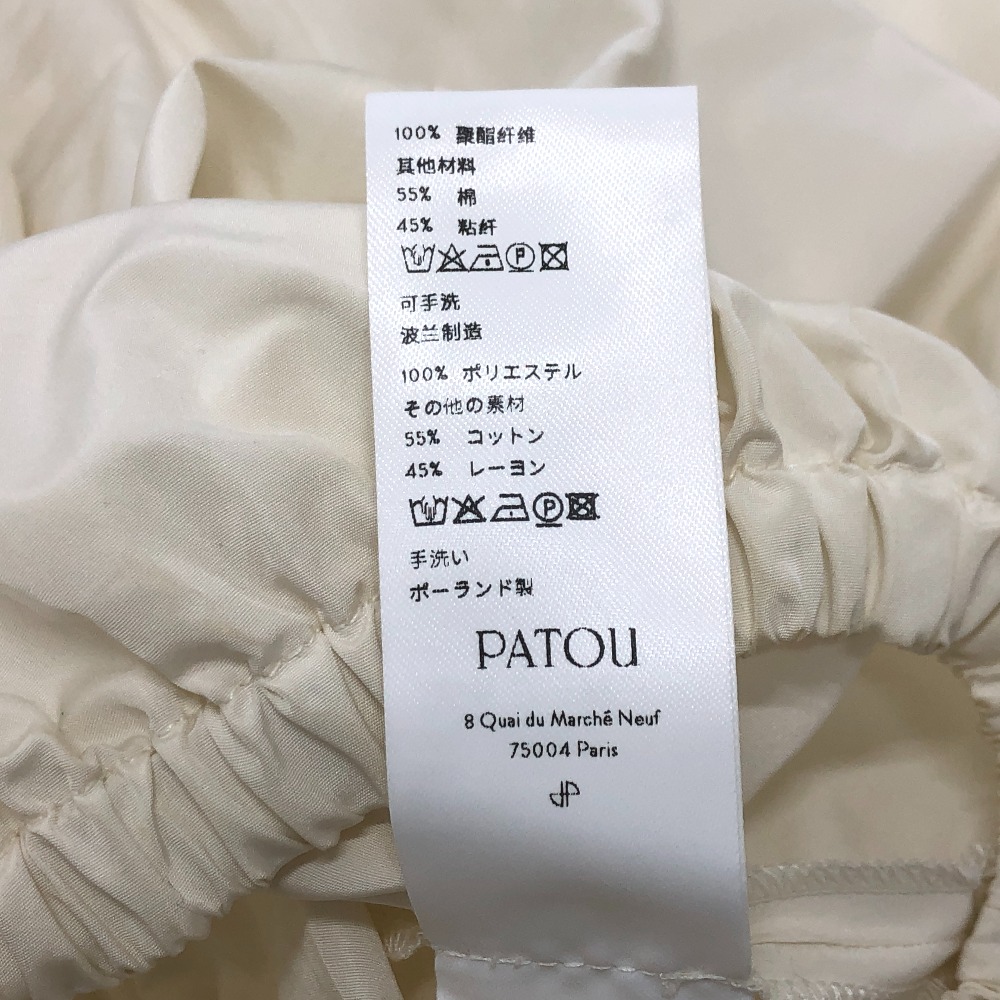 100% 聚酯纤维
其他材料
55% 棉
45% 粘纤
P
可手洗
波兰制造
100% ポリエステル
その他の素材
55% コットン
45% レーヨン
P
手洗い
ポーランド製
PATOU
8 Quai du Marché Neuf
75004 Paris
JP